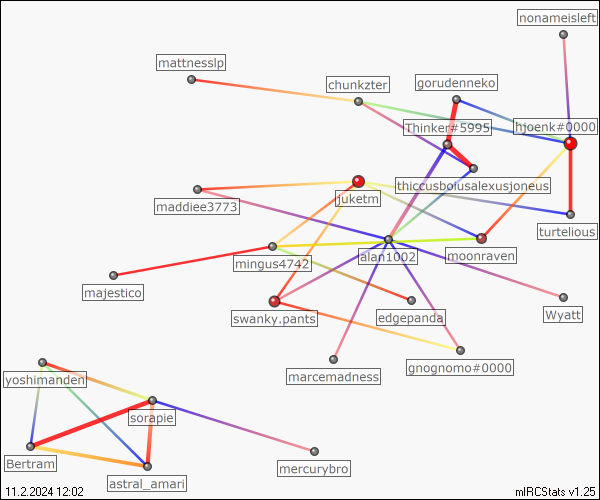 nonameisleft
mattnesslp
gorudenneko
chunkzter
Thinker#5995
hjoenk#0000
thiccusbolusalexusjoneus
juketm
maddiee3773
turtelious
alan1002
moonraven
mingus4742
majestico
Wyatt
swanky.pants
edgepanda
gnognomo#0000
marcemadness
yoshimanden
sorapie
Bertram
mercurybro
astral_amari
11.2.2024 12:02
mIRCStats v1.25